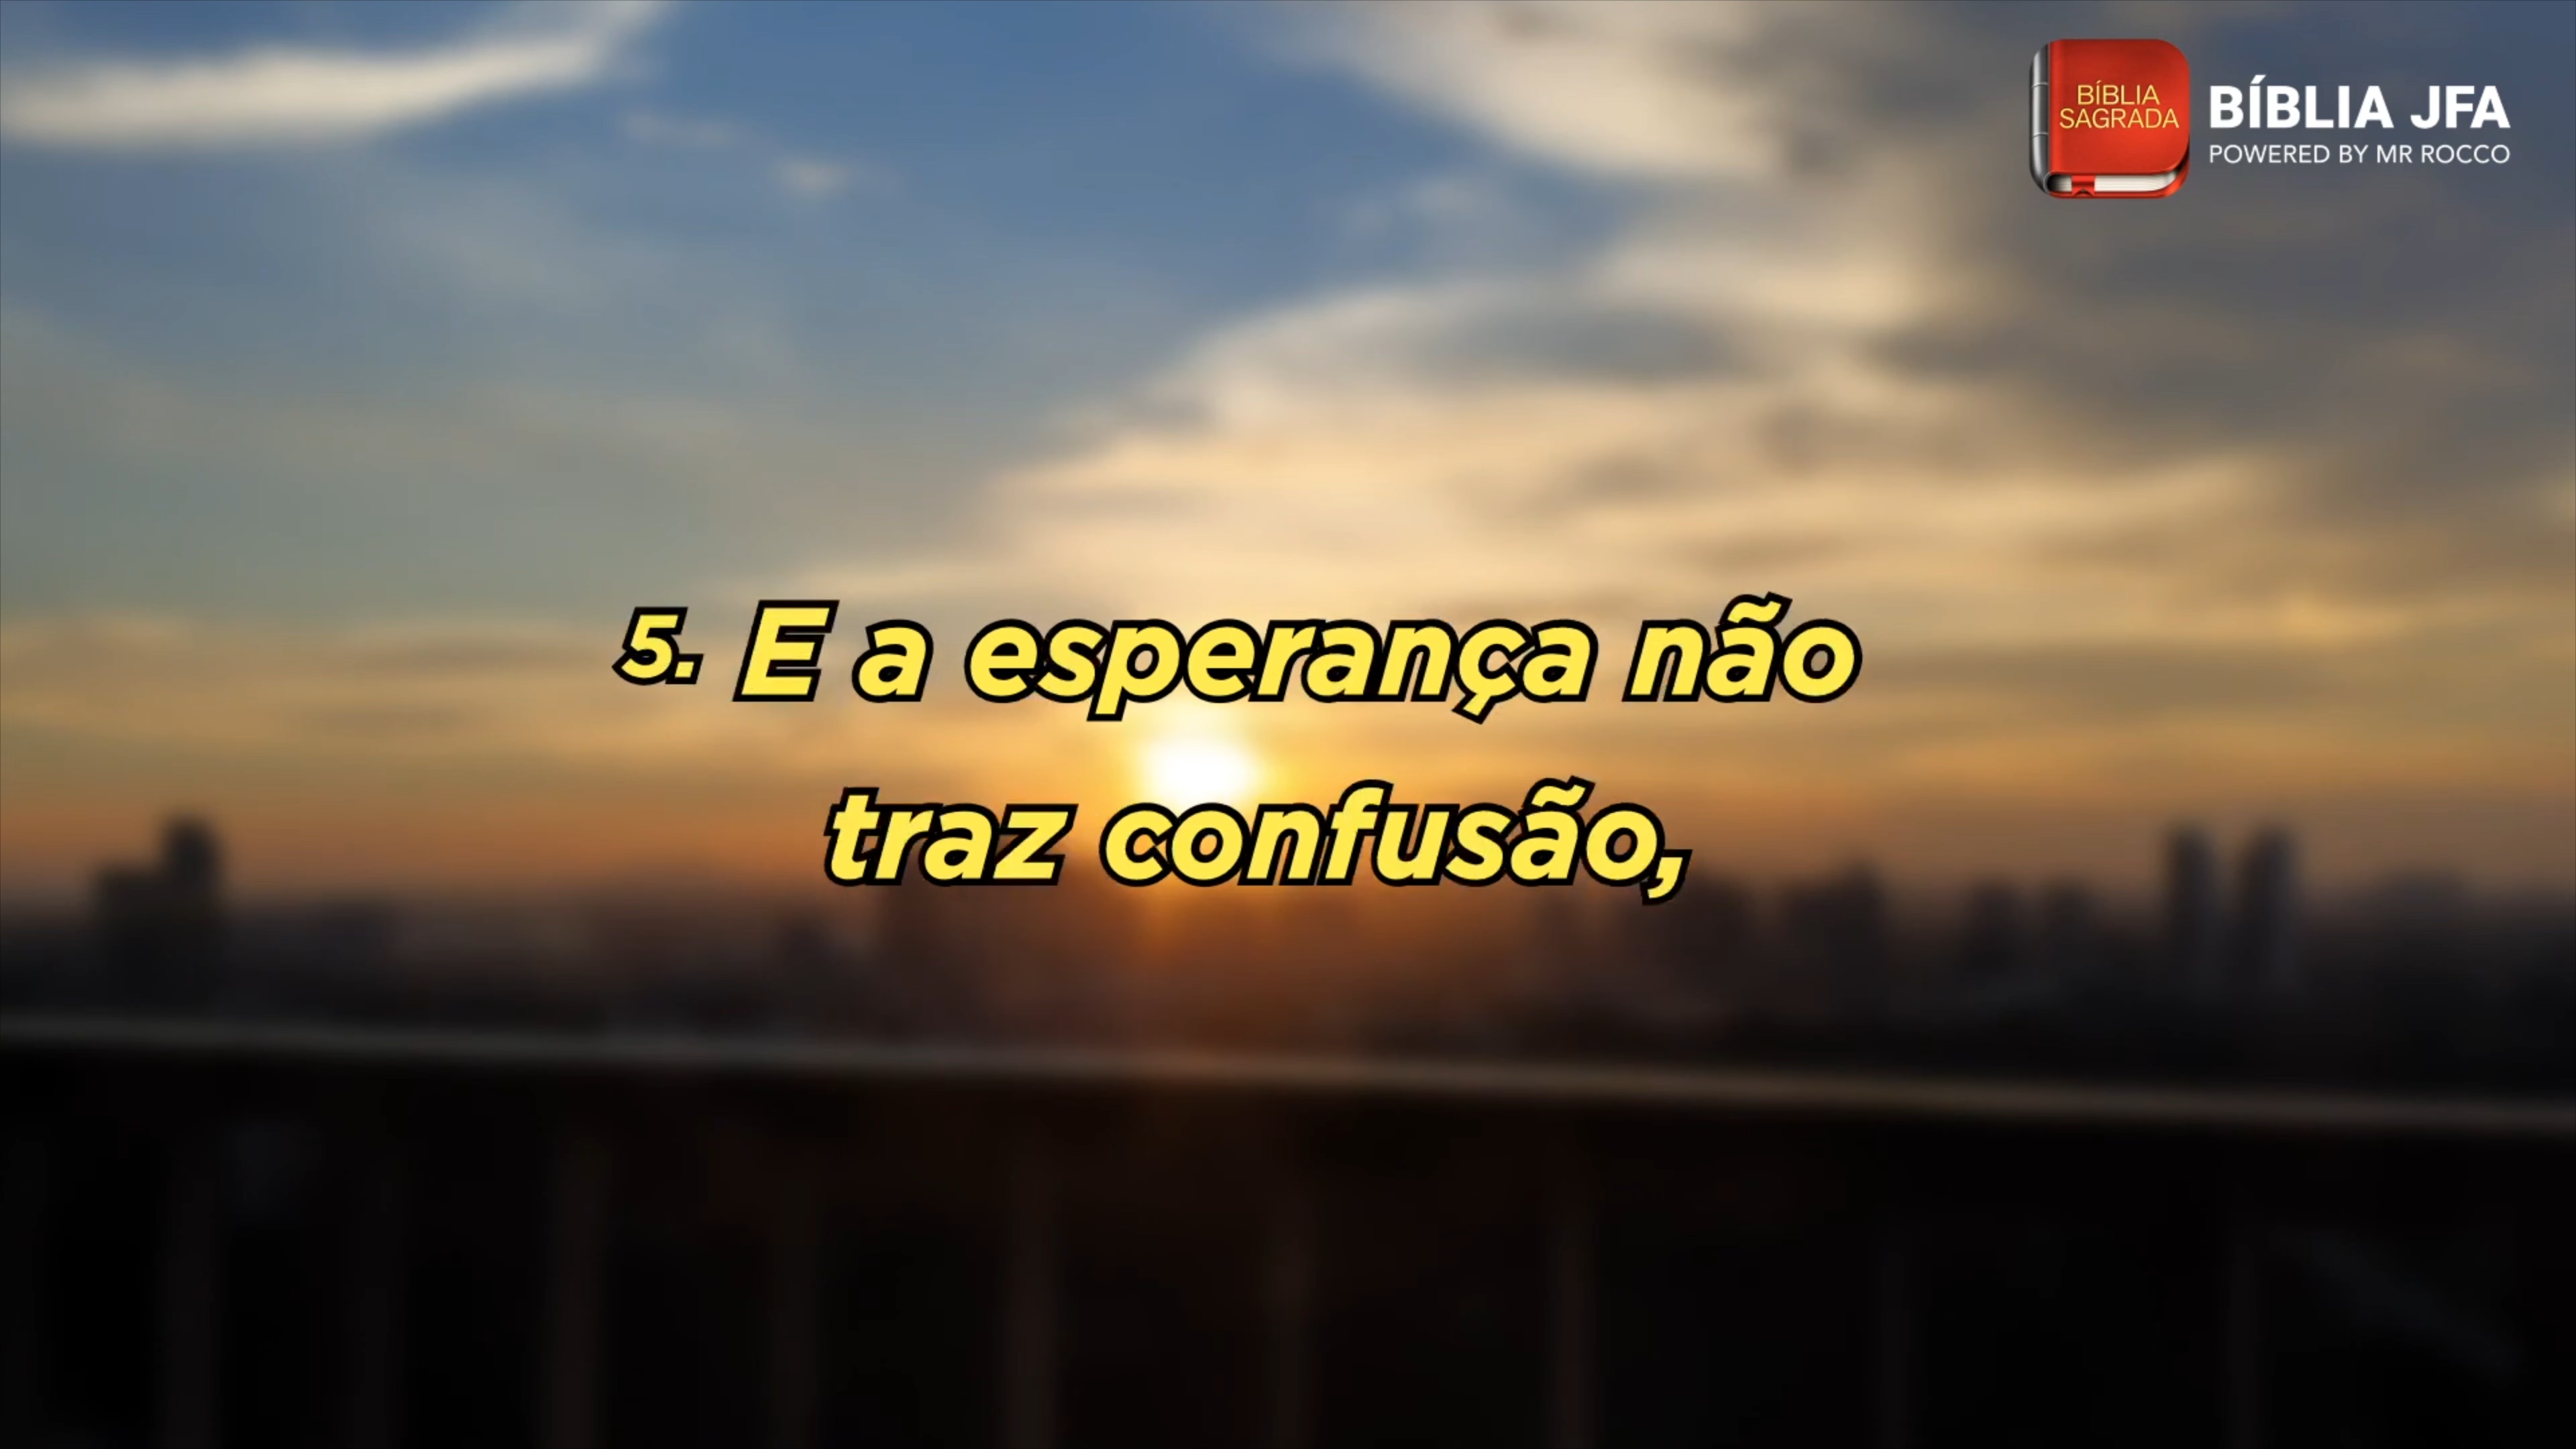 BÍBLIA
SAGRADA
BÍBLIA JFA
POWERED BY MR ROCCO
5. E a esperança não
traz confusão,